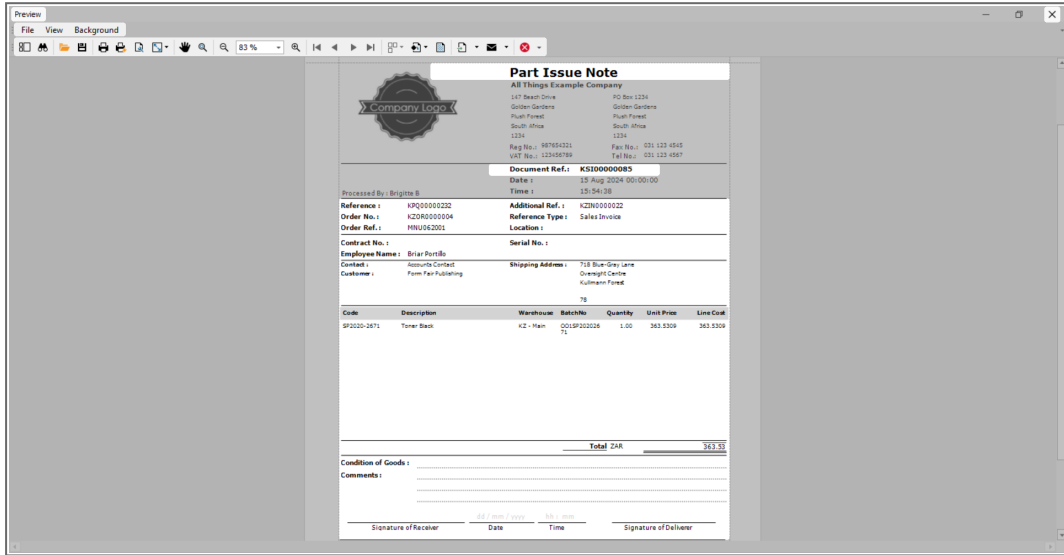 Preview
File View Background
83 %
Part Issue Note
All Things Example Company
Company Logo
147 Beach Drive PO Box 1234
Golden Gardens Golden Gardens
Plush Forest Plush Forest
South Africa South Africa
1234 1234
Reg No.: 987654321 Fax No.: 031 123 4545
VAT No.: 123456789 Tel No.: 031 123 4567
Document Ref.: KSI00000085
Date : 15 Aug 2024 00:00:00
Processed By : Brigitte B Time : 15:54:38
Reference : KPQ00000232 Additional Ref. : KZIN0000022
Order No. : KZOR0000004 Reference Type : Sales Invoice
Order Ref. : MNU062001 Location :
Contract No. : Serial No. :
Employee Name : Briar Portillo
Contact : Accounts Contact Shipping Address : 718 Blue-Grey Lane
Customer : Form Fair Publishing Oversight Centre
Kullmann Forest
78
Code Description Warehouse BatchNo Quantity Unit Price Line Cost
SP2020-2671 Toner Black KZ - Main OO1SP202026 1.00 363.5309 363.5309
71
Total ZAR 363.53
Condition of Goods :
Comments :
dd / mm / yyyy hh : mm
Signature of Receiver Date Time Signature of Deliverer